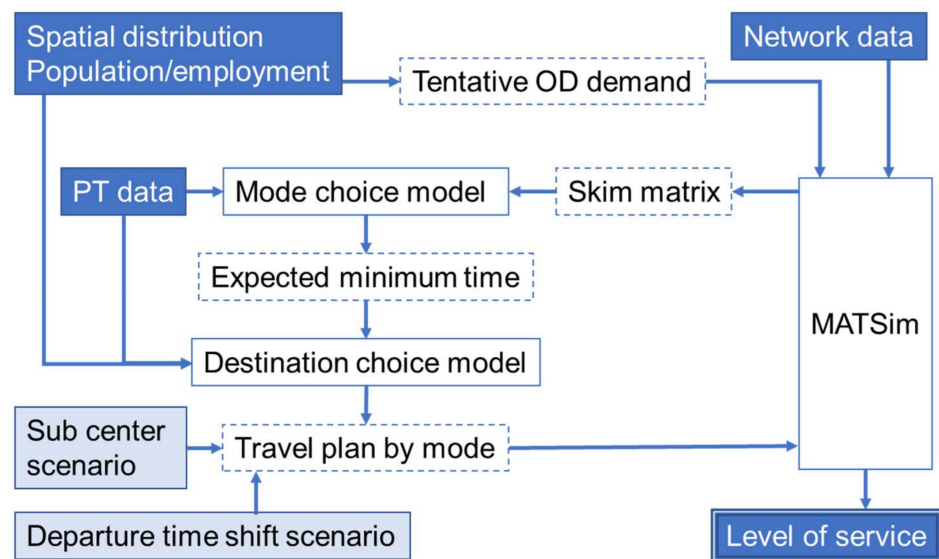 Spatial distribution
Population/employment
Network data
Tentative OD demand
PT data
Mode choice model
Skim matrix
Expected minimum time
MATSim
Destination choice model
Sub center
scenario
Travel plan by mode
Departure time shift scenario
Level of service